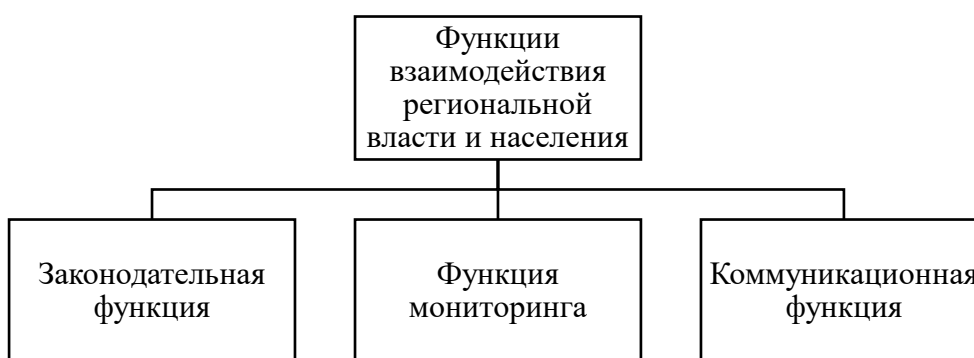 Функции
взаимодействия
региональной
власти и населения
Законодательная
функция
Функция
мониторинга
Коммуникационная
функция